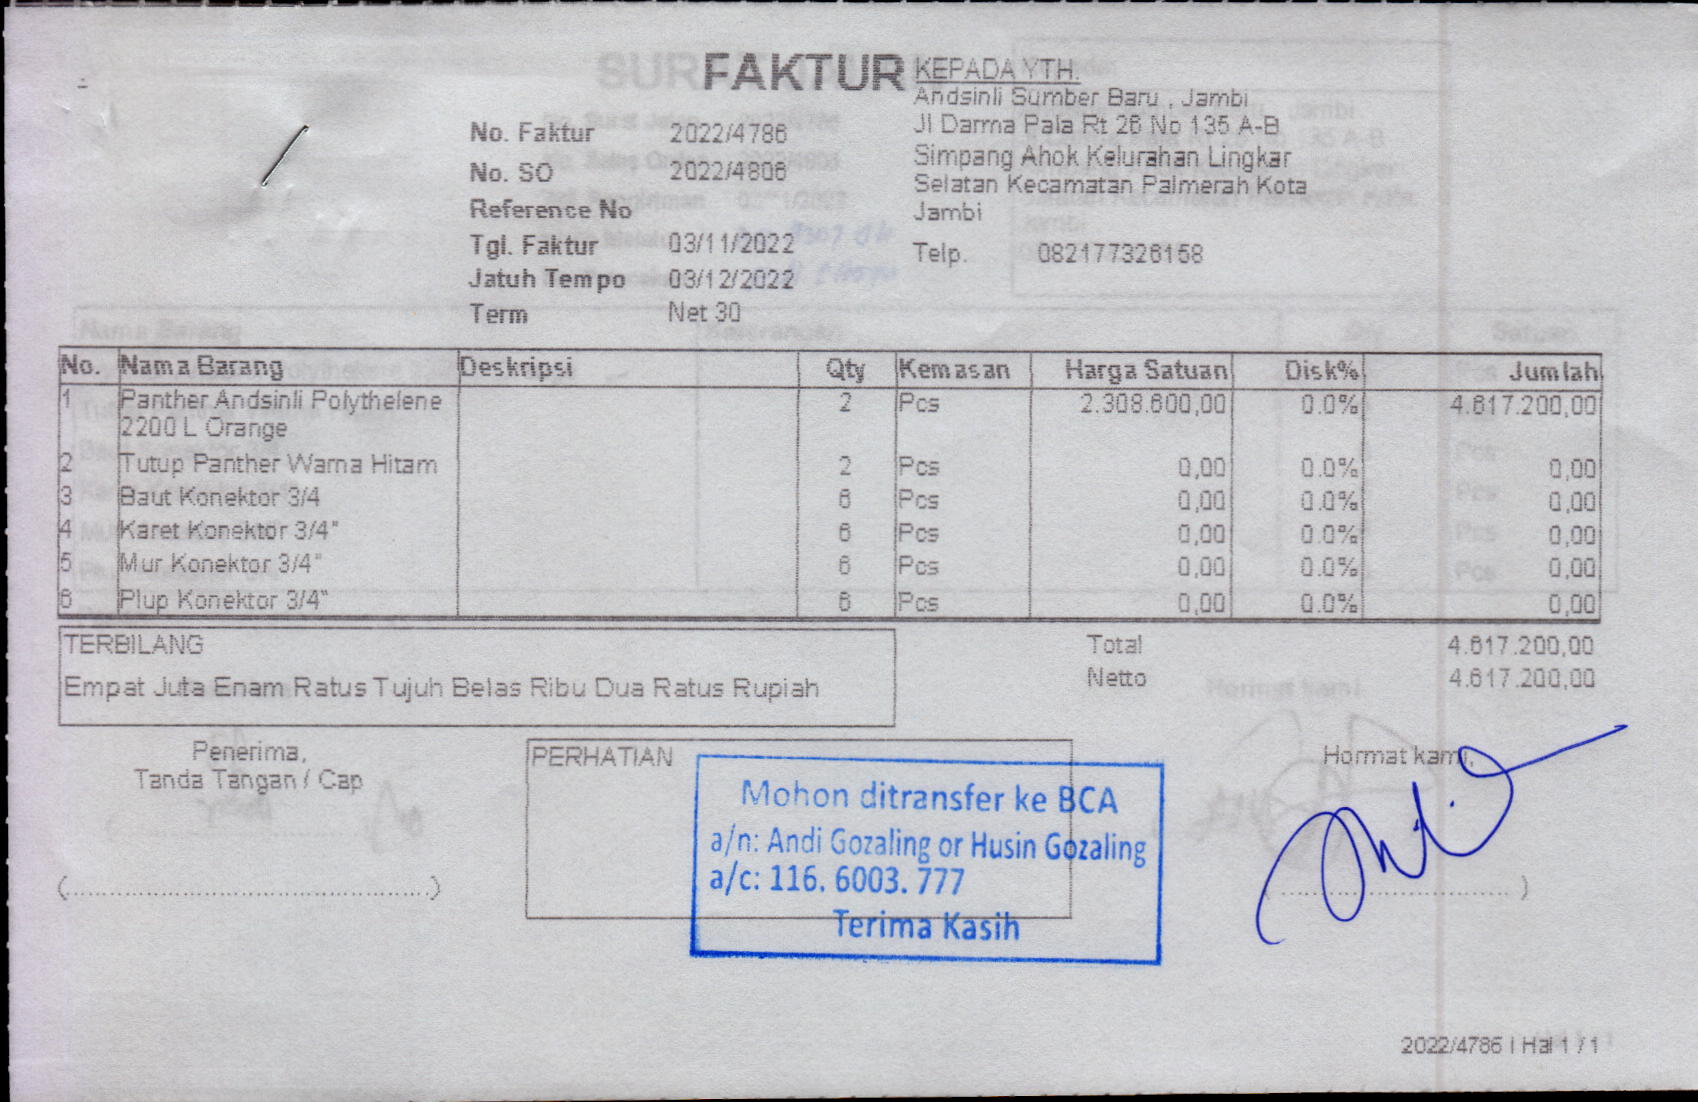 FAKTUR
No. Faktur 2022/4786
No. SO 2022/4806
Reference No
Tgl. Faktur 03/11/2022
Jatuh Tempo 03/12/2022
Term Net 30
KEPADA YTH.
Andsinli Sumber Baru , Jambi
Jl Darma Pala Rt 26 No 135 A-B
Simpang Ahok Kelurahan Lingkar
Selatan Kecamatan Palmerah Kota
Jambi
Telp. 082177326158
No. Nama Barang Deskripsi Qty Kemasan Harga Satuan Disk% Jumlah
1 Panther Andsinli Polythelene 2 Pcs 2.308.600,00 0.0% 4.617.200,00
2200 L Orange
2 Tutup Panther Warna Hitam 2 Pcs 0,00 0.0% 0,00
3 Baut Konektor 3/4 6 Pcs 0,00 0.0% 0,00
4 Karet Konektor 3/4" 6 Pcs 0,00 0.0% 0,00
5 Mur Konektor 3/4" 6 Pcs 0,00 0.0% 0,00
6 Plup Konektor 3/4" 6 Pcs 0,00 0.0% 0,00
TERBILANG
Empat Juta Enam Ratus Tujuh Belas Ribu Dua Ratus Rupiah
Total 4.617.200,00
Netto 4.617.200,00
Penerima,
Tanda Tangan / Cap
(............................................)
PERHATIAN
Mohon ditransfer ke BCA
a/n: Andi Gozaling or Husin Gozaling
a/c: 116. 6003. 777
Terima Kasih
Hormat kami,
2022/4786 | Hal 1 / 1